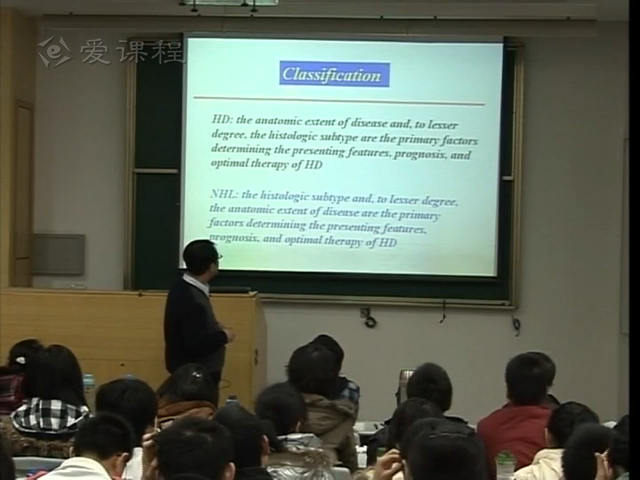 爱课程
Classification
HD: the anatomic extent of disease and, to lesser
degree, the histologic subtype are the primary factors
determining the presenting features, prognosis, and
optimal therapy of HD
NHL: the histologic subtype and, to lesser degree,
the anatomic extent of disease are the primary
factors determining the presenting features,
prognosis, and optimal therapy of HD